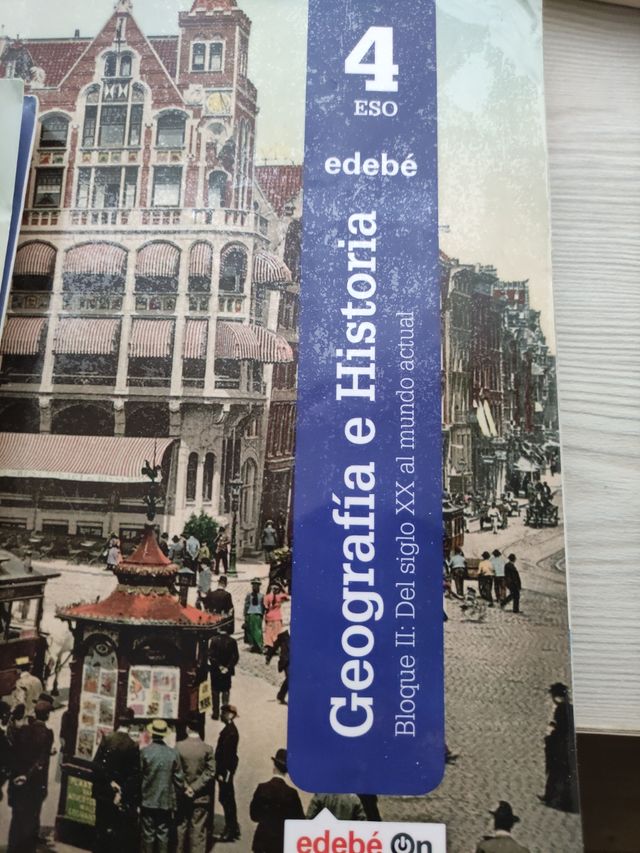 4
ESO
edebé
Geografía e Historia
Bloque II: Del siglo XX al mundo actual
edebé On